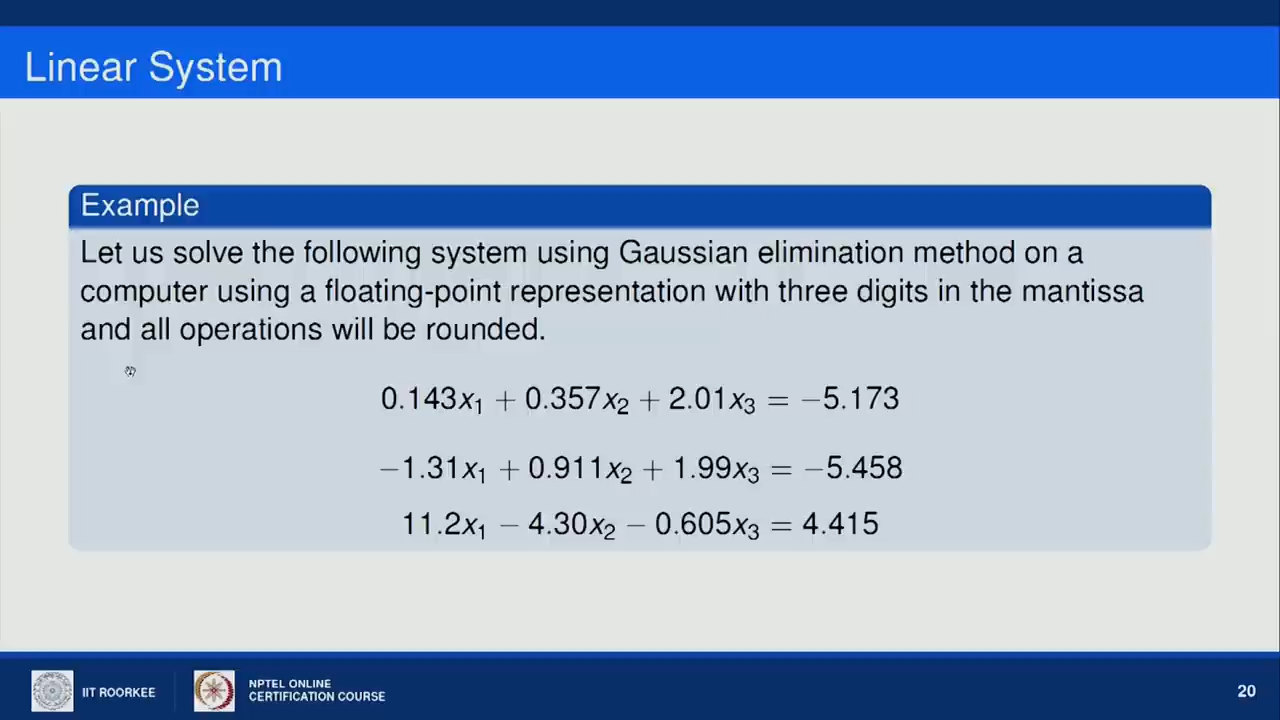 Linear System
Example
Let us solve the following system using Gaussian elimination method on a
computer using a floating-point representation with three digits in the mantissa
and all operations will be rounded.
0.143x₁ + 0.357x₂ + 2.01x₃ = −5.173
−1.31x₁ + 0.911x₂ + 1.99x₃ = −5.458
11.2x₁ − 4.30x₂ − 0.605x₃ = 4.415
IIT ROORKEE
NPTEL ONLINE
CERTIFICATION COURSE
20